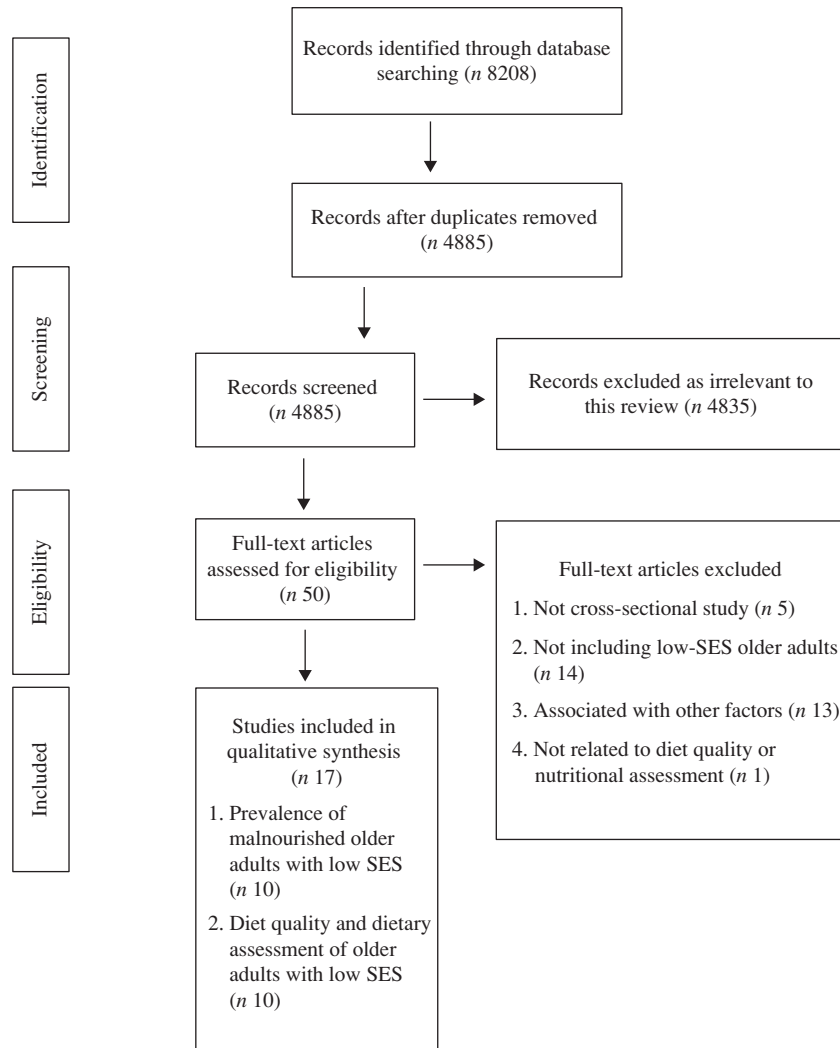 Identification
Records identified through database
searching (n 8208)
Records after duplicates removed
(n 4885)
Screening
Records screened
(n 4885)
Records excluded as irrelevant to
this review (n 4835)
Eligibility
Full-text articles
assessed for eligibility
(n 50)
Full-text articles excluded
1. Not cross-sectional study (n 5)
2. Not including low-SES older adults
(n 14)
3. Associated with other factors (n 13)
4. Not related to diet quality or
nutritional assessment (n 1)
Included
Studies included in
qualitative synthesis
(n 17)
1. Prevalence of
malnourished older
adults with low SES
(n 10)
2. Diet quality and dietary
assessment of older
adults with low SES
(n 10)